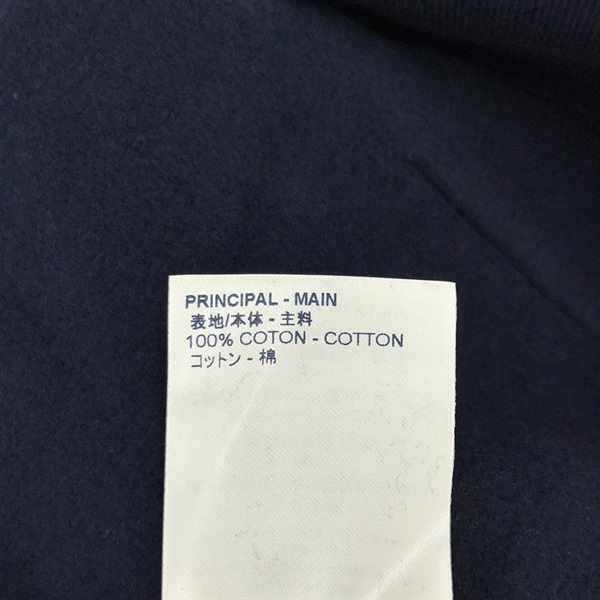 PRINCIPAL - MAIN
表地/本体 - 主料
100% COTON - COTTON
コットン - 棉